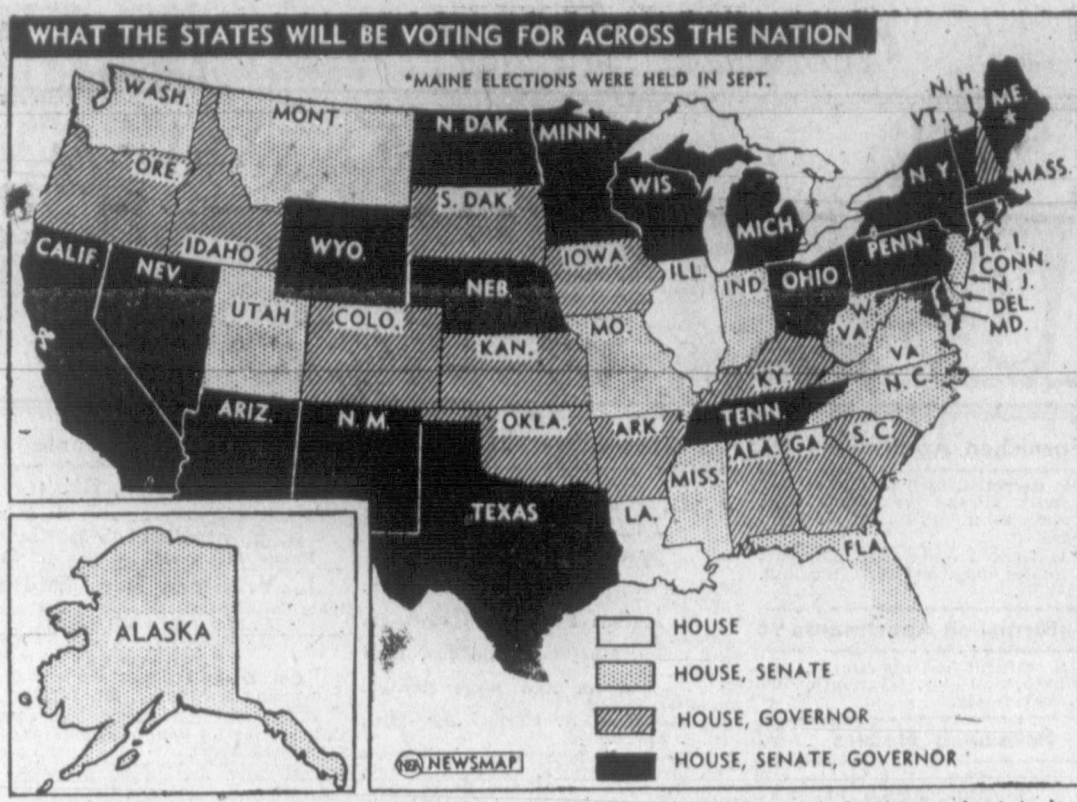 WHAT THE STATES WILL BE VOTING FOR ACROSS THE NATION
*MAINE ELECTIONS WERE HELD IN SEPT.
WASH.
MONT.
N. DAK.
MINN.
N. H.
ME.
VT.
ORE.
S. DAK
WIS.
MICH.
N. Y.
MASS.
IDAHO
WYO.
CALIF.
NEV.
IOWA
ILL.
IND.
OHIO
PENN.
R. I.
CONN.
N. J.
DEL.
MD.
NEB.
UTAH
COLO.
KAN.
MO.
W.
VA
VA
KY.
N. C.
ARIZ.
N. M.
OKLA.
ARK
TENN.
ALA.
GA.
S. C.
MISS.
TEXAS
LA.
FLA.
ALASKA
HOUSE
HOUSE, SENATE
HOUSE, GOVERNOR
HOUSE, SENATE, GOVERNOR
NEA NEWSMAP